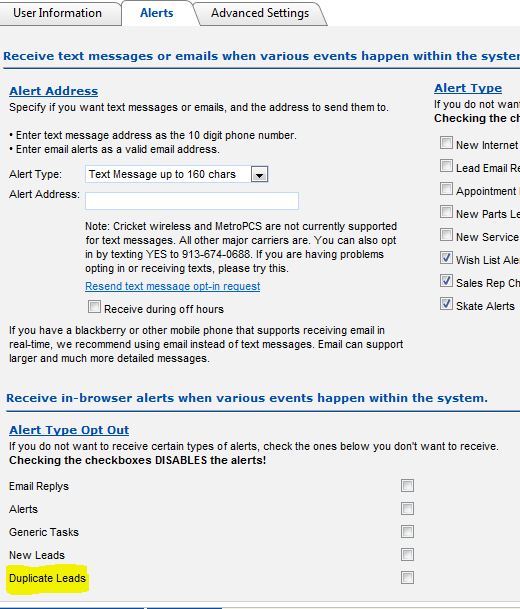 User Information
Alerts
Advanced Settings
Receive text messages or emails when various events happen within the system
Alert Address
Specify if you want text messages or emails, and the address to send them to.
• Enter text message address as the 10 digit phone number.
• Enter email alerts as a valid email address.
Alert Type: Text Message up to 160 chars
Alert Address:
Note: Cricket wireless and MetroPCS are not currently supported
for text messages. All other major carriers are. You can also opt
in by texting YES to 913-674-0688. If you are having problems
opting in or receiving texts, please try this.
Resend text message opt-in request
Receive during off hours
If you have a blackberry or other mobile phone that supports receiving email in
real-time, we recommend using email instead of text messages. Email can support
larger and much more detailed messages.
Alert Type
If you do not want
Checking the ch
New Internet
Lead Email Re
Appointment
New Parts Le
New Service
Wish List Ale
Sales Rep Ch
Skate Alerts
Receive in-browser alerts when various events happen within the system.
Alert Type Opt Out
If you do not want to receive certain types of alerts, check the ones below you don't want to receive.
Checking the checkboxes DISABLES the alerts!
Email Replys
Alerts
Generic Tasks
New Leads
Duplicate Leads